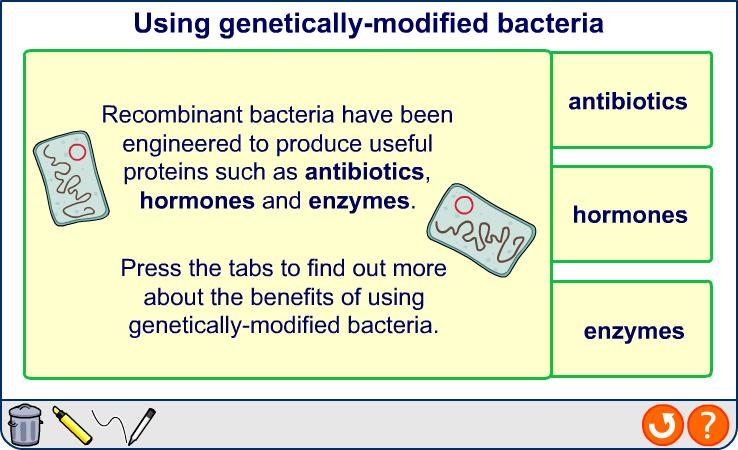 Using genetically-modified bacteria
Recombinant bacteria have been
engineered to produce useful
proteins such as antibiotics,
hormones and enzymes.
Press the tabs to find out more
about the benefits of using
genetically-modified bacteria.
antibiotics
hormones
enzymes
?